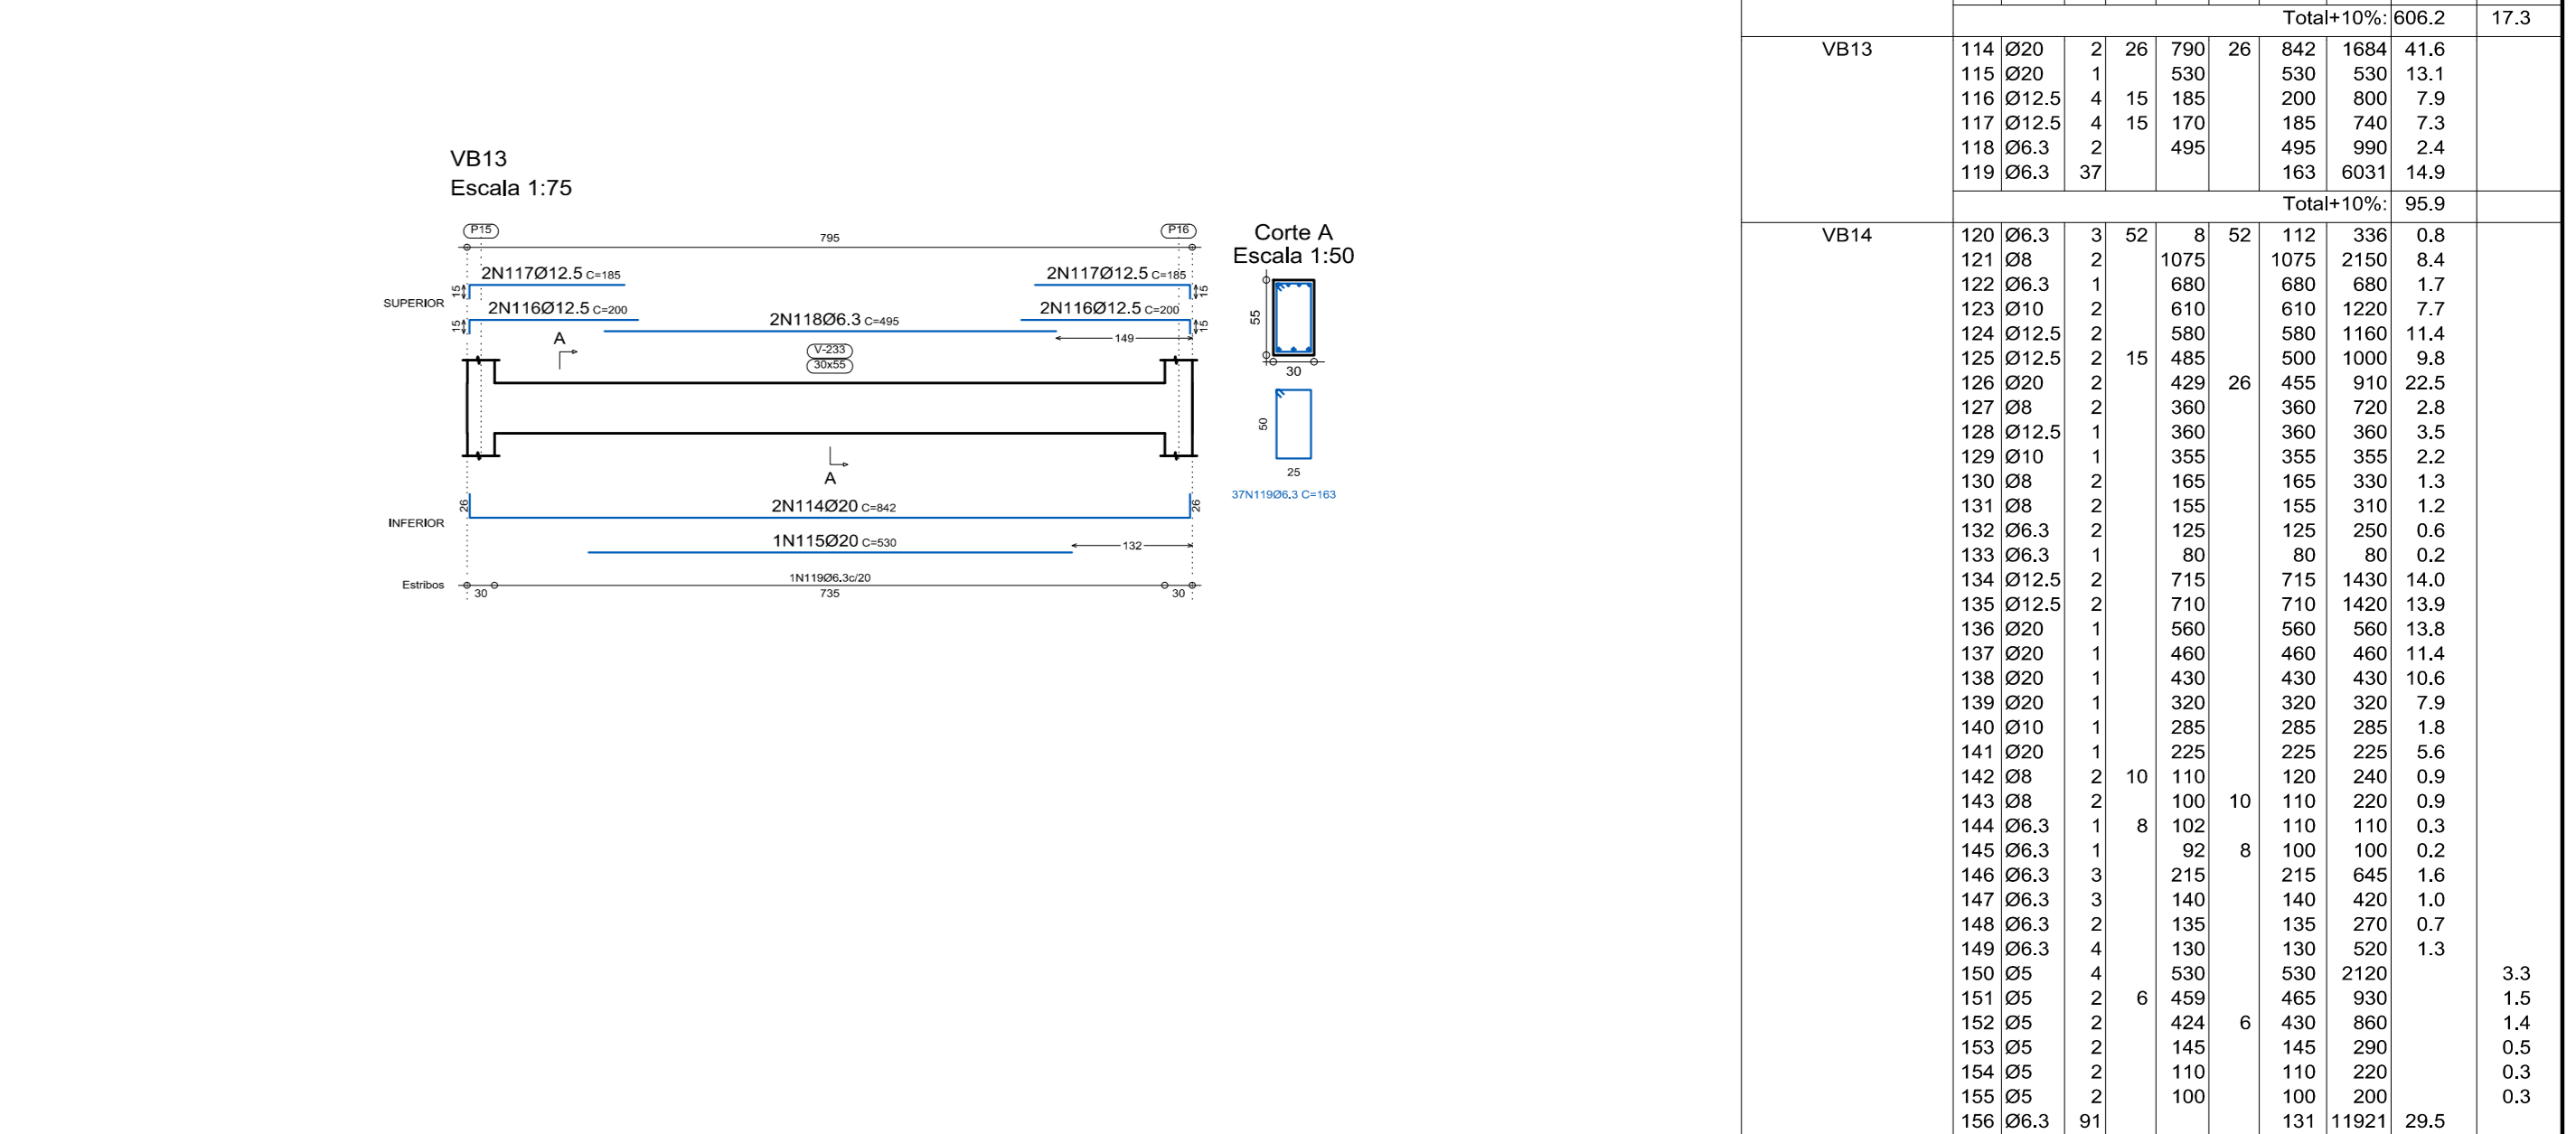 VB13
Escala 1:75
P15
P16
795
2N117Ø12.5 C=185
2N117Ø12.5 C=185
15
15
SUPERIOR
2N116Ø12.5 C=200
2N116Ø12.5 C=200
15
15
2N118Ø6.3 C=495
149
A
V-233
30x55
A
2N114Ø20 C=842
26
26
INFERIOR
1N115Ø20 C=530
132
Estribos
1N119Ø6.3c/20
30
735
30
Corte A
Escala 1:50
55
30
50
25
37N119Ø6.3 C=163
Total+10%: 606.2 17.3
VB13 114 Ø20 2 26 790 26 842 1684 41.6
115 Ø20 1 530 530 530 13.1
116 Ø12.5 4 15 185 200 800 7.9
117 Ø12.5 4 15 170 185 740 7.3
118 Ø6.3 2 495 495 990 2.4
119 Ø6.3 37 163 6031 14.9
Total+10%: 95.9
VB14 120 Ø6.3 3 52 8 52 112 336 0.8
121 Ø8 2 1075 1075 2150 8.4
122 Ø6.3 1 680 680 680 1.7
123 Ø10 2 610 610 1220 7.7
124 Ø12.5 2 580 580 1160 11.4
125 Ø12.5 2 15 485 500 1000 9.8
126 Ø20 2 429 26 455 910 22.5
127 Ø8 2 360 360 720 2.8
128 Ø12.5 1 360 360 360 3.5
129 Ø10 1 355 355 355 2.2
130 Ø8 2 165 165 330 1.3
131 Ø8 2 155 155 310 1.2
132 Ø6.3 2 125 125 250 0.6
133 Ø6.3 1 80 80 80 0.2
134 Ø12.5 2 715 715 1430 14.0
135 Ø12.5 2 710 710 1420 13.9
136 Ø20 1 560 560 560 13.8
137 Ø20 1 460 460 460 11.4
138 Ø20 1 430 430 430 10.6
139 Ø20 1 320 320 320 7.9
140 Ø10 1 285 285 285 1.8
141 Ø20 1 225 225 225 5.6
142 Ø8 2 10 110 120 240 0.9
143 Ø8 2 100 10 110 220 0.9
144 Ø6.3 1 8 102 110 110 0.3
145 Ø6.3 1 92 8 100 100 0.2
146 Ø6.3 3 215 215 645 1.6
147 Ø6.3 3 140 140 420 1.0
148 Ø6.3 2 135 135 270 0.7
149 Ø6.3 4 130 130 520 1.3
150 Ø5 4 530 530 2120 3.3
151 Ø5 2 6 459 465 930 1.5
152 Ø5 2 424 6 430 860 1.4
153 Ø5 2 145 145 290 0.5
154 Ø5 2 110 110 220 0.3
155 Ø5 2 100 100 200 0.3
156 Ø6.3 91 131 11921 29.5